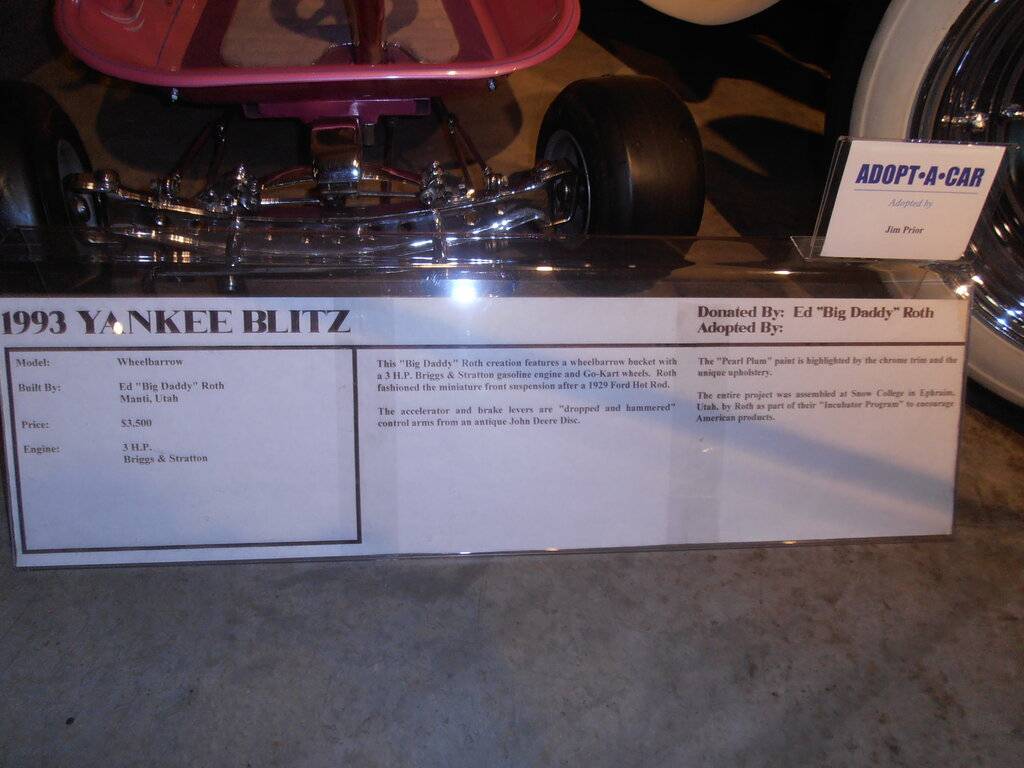 ADOPT•A•CAR
Adopted by
Jim Prior
1993 YANKEE BLITZ
Donated By: Ed "Big Daddy" Roth
Adopted By:
Model: Wheelbarrow
Built By: Ed "Big Daddy" Roth
Manti, Utah
Price: $3,500
Engine: 3 H.P.
Briggs & Stratton
This "Big Daddy" Roth creation features a wheelbarrow bucket with
a 3 H.P. Briggs & Stratton gasoline engine and Go-Kart wheels. Roth
fashioned the miniature front suspension after a 1929 Ford Hot Rod.
The accelerator and brake levers are "dropped and hammered"
control arms from an antique John Deere Disc.
The "Pearl Plum" paint is highlighted by the chrome trim and the
unique upholstery.
The entire project was assembled at Snow College in Ephraim,
Utah, by Roth as part of their "Incubator Program" to encourage
American products.